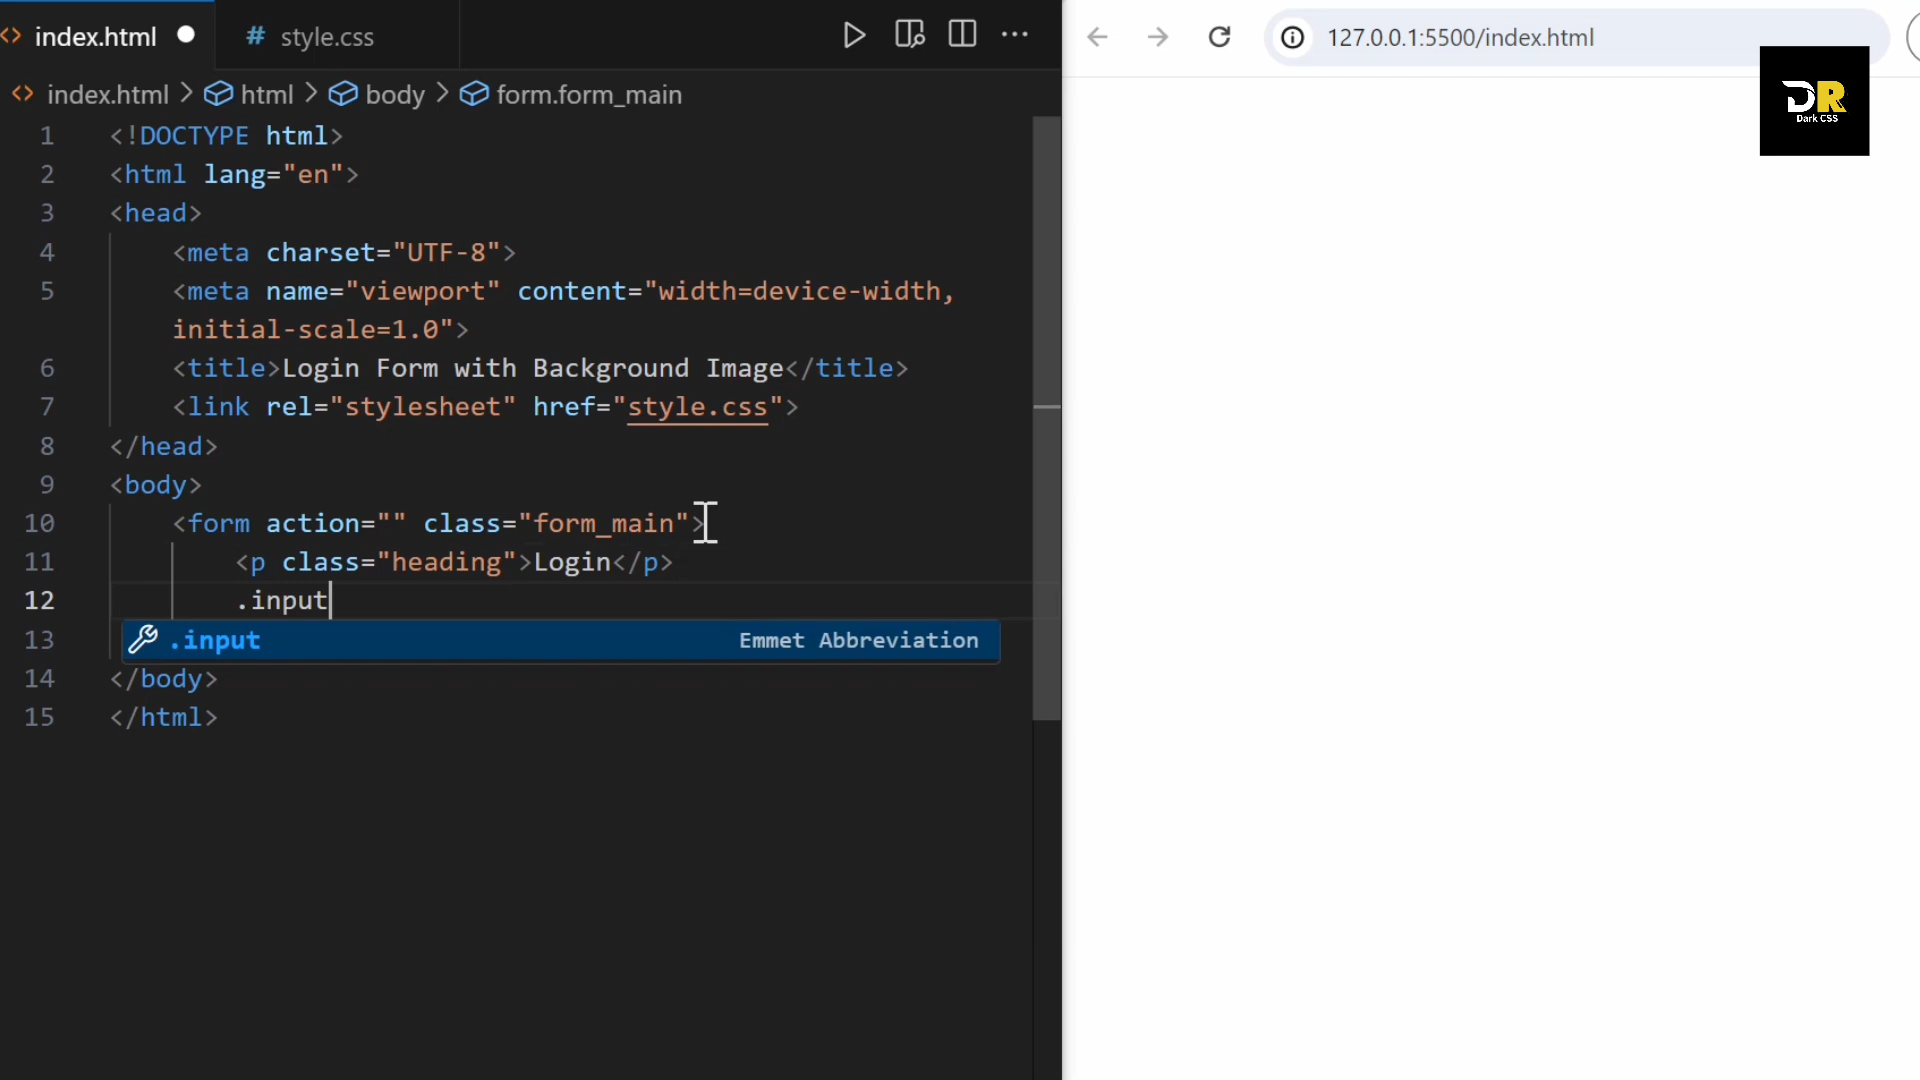 index.html
# style.css
127.0.0.1:5500/index.html
DR
Dark CSS
index.html > html > body > form.form_main
1 <!DOCTYPE html>
2 <html lang="en">
3 <head>
4 <meta charset="UTF-8">
5 <meta name="viewport" content="width=device-width,
initial-scale=1.0">
6 <title>Login Form with Background Image</title>
7 <link rel="stylesheet" href="style.css">
8 </head>
9 <body>
10 <form action="" class="form_main">
11 <p class="heading">Login</p>
12 .input
13 .input Emmet Abbreviation
14 </body>
15 </html>